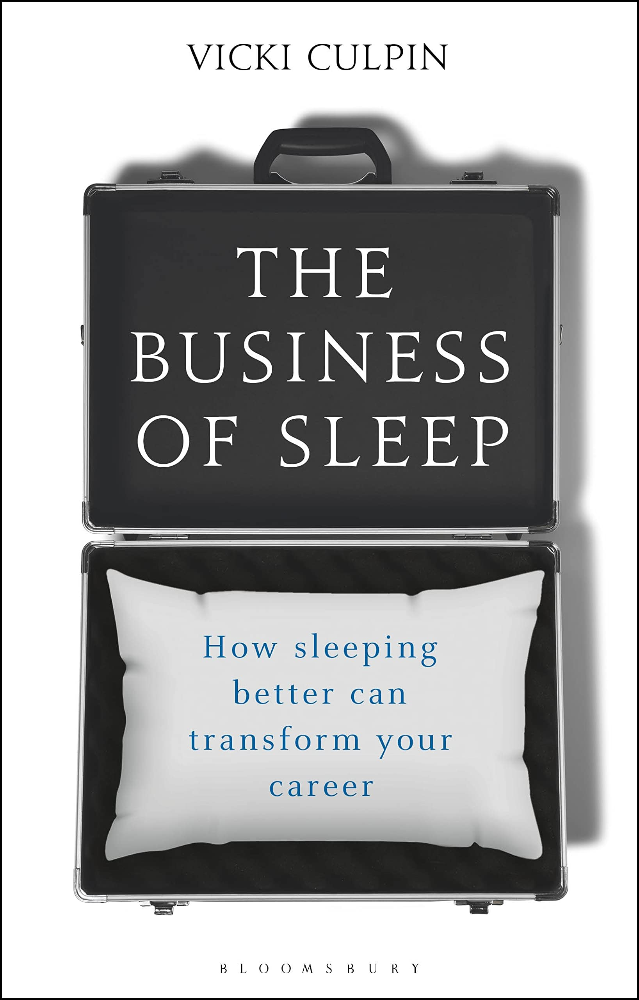 VICKI CULPIN
THE
BUSINESS
OF SLEEP
How sleeping
better can
transform your
career
BLOOMSBURY